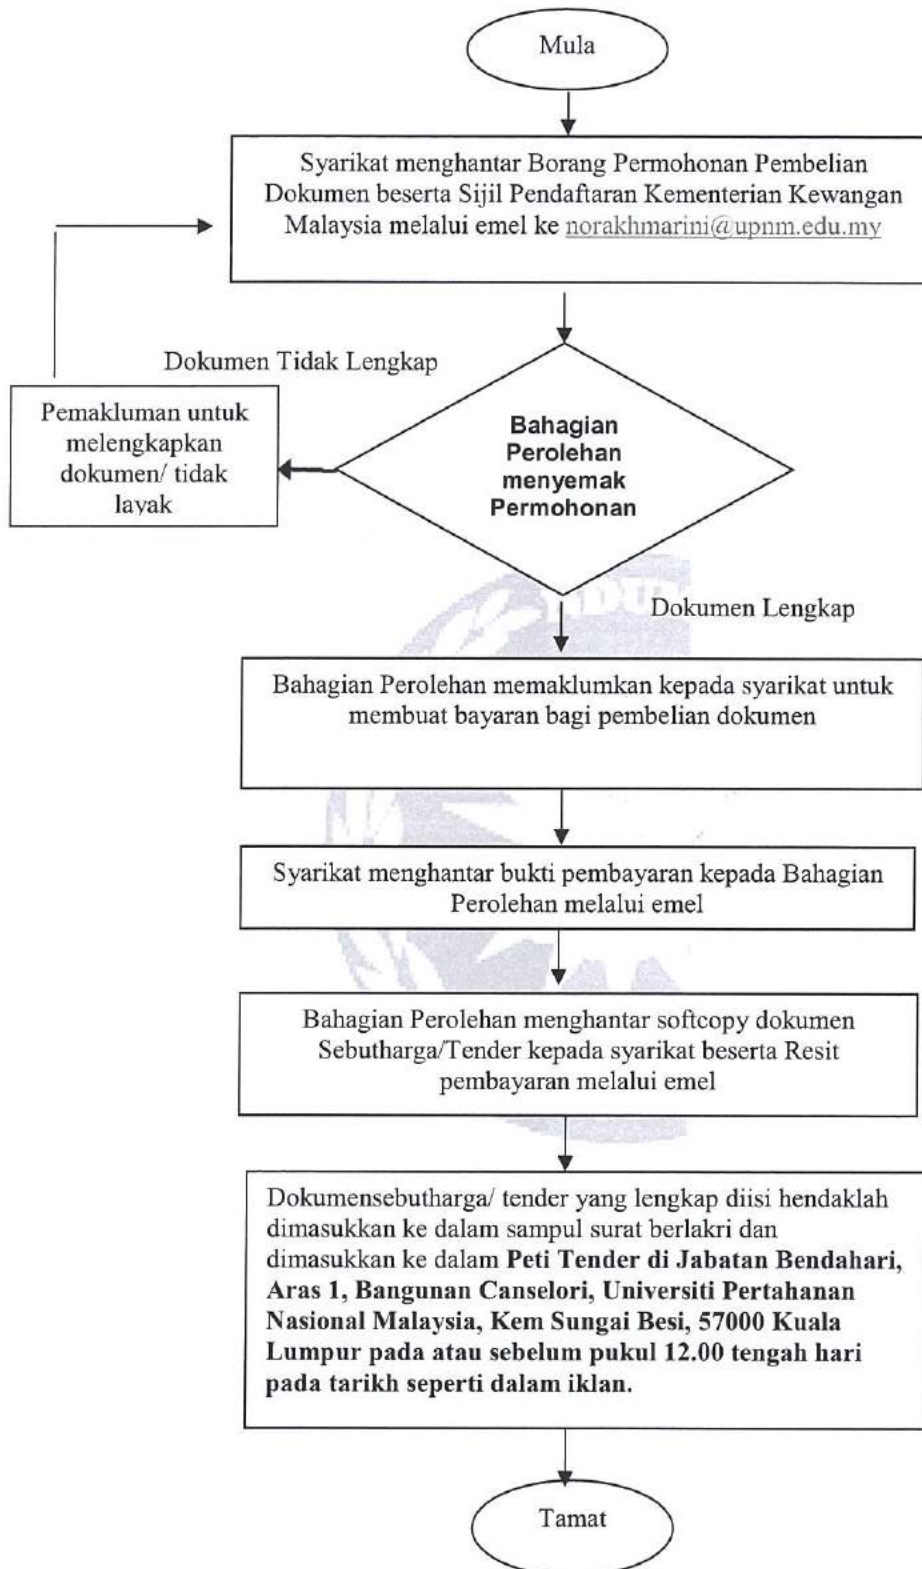 Mula
Syarikat menghantar Borang Permohonan Pembelian
Dokumen beserta Sijil Pendaftaran Kementerian Kewangan
Malaysia melalui emel ke norakhmarini@upnm.edu.my
Dokumen Tidak Lengkap
Pemakluman untuk
melengkapkan
dokumen/ tidak
layak
Bahagian
Perolehan
menyemak
Permohonan
Dokumen Lengkap
Bahagian Perolehan memaklumkan kepada syarikat untuk
membuat bayaran bagi pembelian dokumen
Syarikat menghantar bukti pembayaran kepada Bahagian
Perolehan melalui emel
Bahagian Perolehan menghantar softcopy dokumen
Sebutharga/Tender kepada syarikat beserta Resit
pembayaran melalui emel
Dokumensebutharga/ tender yang lengkap diisi hendaklah
dimasukkan ke dalam sampul surat berlakri dan
dimasukkan ke dalam Peti Tender di Jabatan Bendahari,
Aras 1, Bangunan Canselori, Universiti Pertahanan
Nasional Malaysia, Kem Sungai Besi, 57000 Kuala
Lumpur pada atau sebelum pukul 12.00 tengah hari
pada tarikh seperti dalam iklan.
Tamat